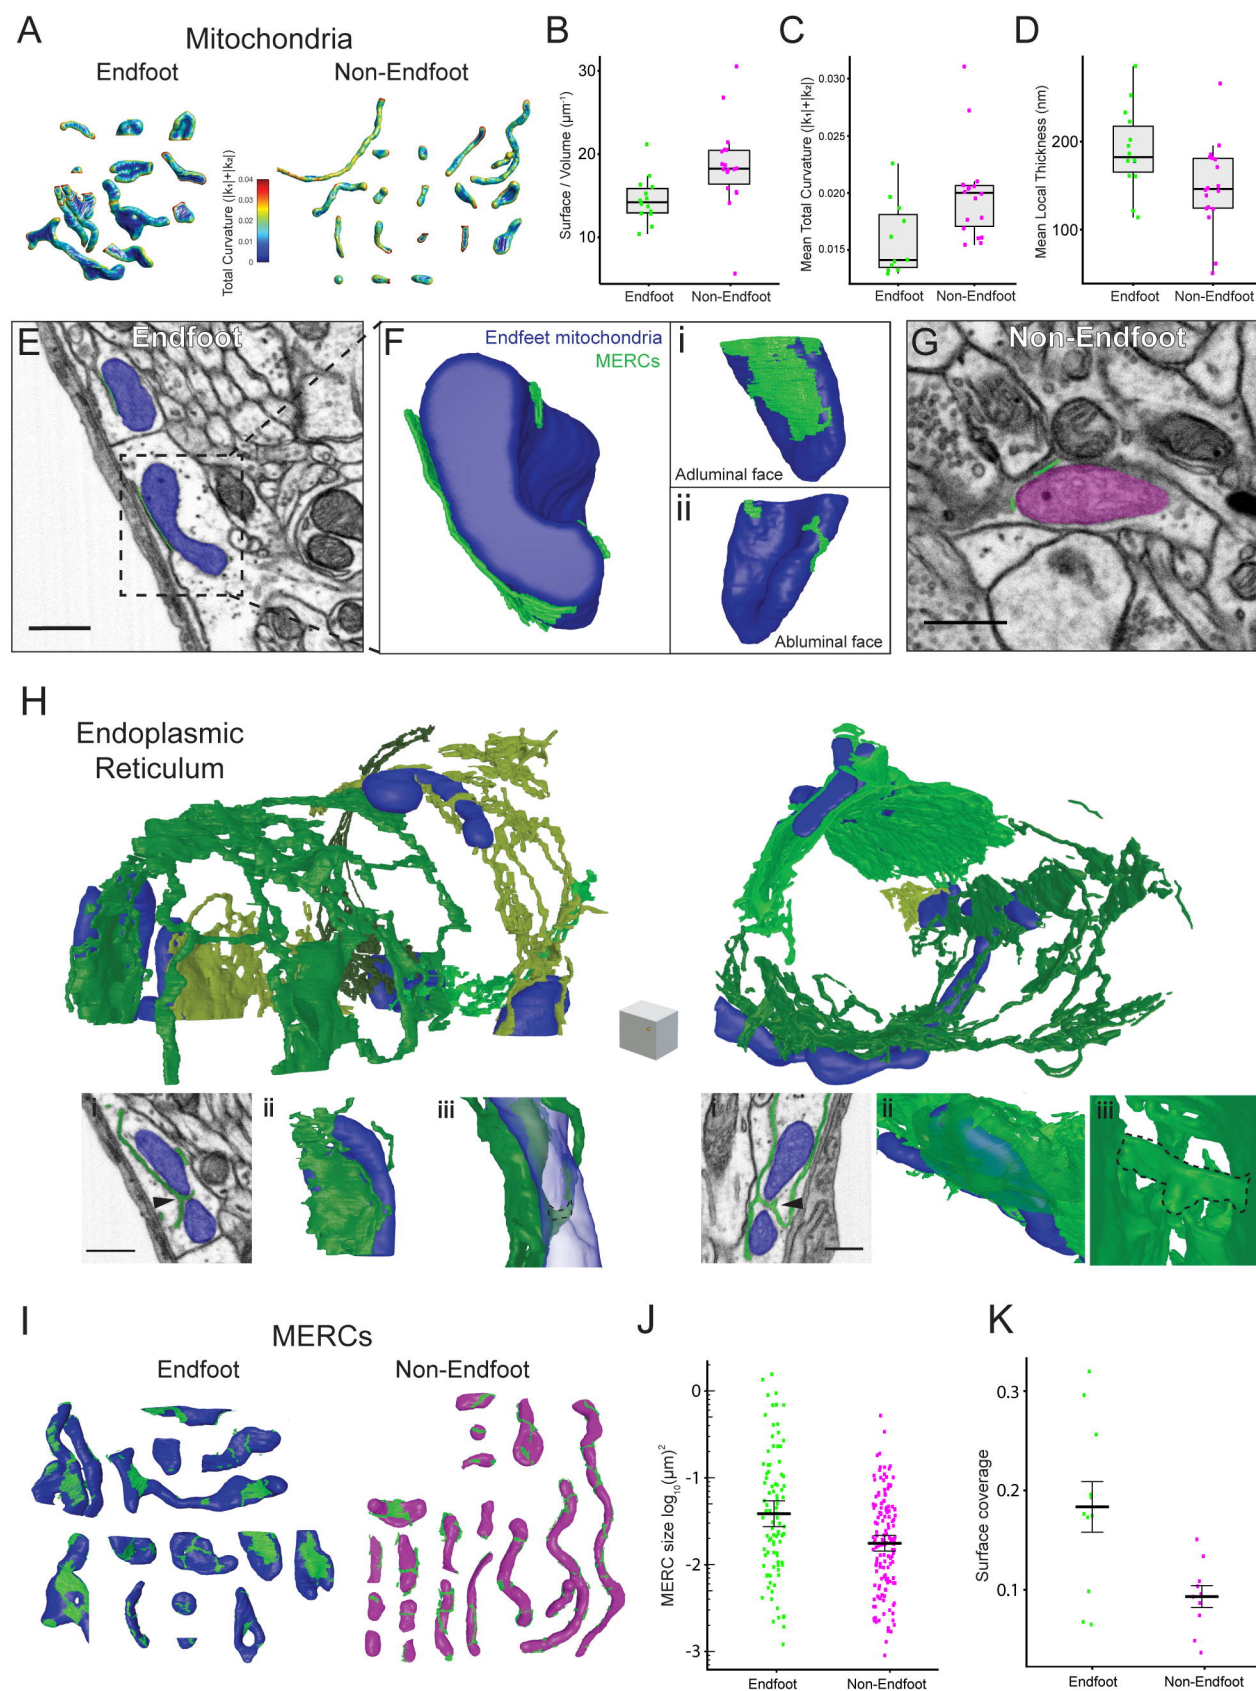 A
Mitochondria
Endfoot
Non-Endfoot
Total Curvature (|k₁|+|k₂|)
0.04
0.03
0.02
0.01
0
B
Surface / Volume (µm⁻¹)
30
20
10
Endfoot
Non-Endfoot
C
Mean Total Curvature (|k₁|+|k₂|)
0.030
0.025
0.020
0.015
Endfoot
Non-Endfoot
D
Mean Local Thickness (nm)
200
100
Endfoot
Non-Endfoot
E
Endfoot
F
Endfeet mitochondria
MERCs
i
Adluminal face
ii
Abluminal face
G
Non-Endfoot
H
Endoplasmic
Reticulum
i
ii
iii
i
ii
iii
I
MERCs
Endfoot
Non-Endfoot
J
MERC size log₁₀(µm)²
0
-1
-2
-3
Endfoot
Non-Endfoot
K
Surface coverage
0.3
0.2
0.1
Endfoot
Non-Endfoot